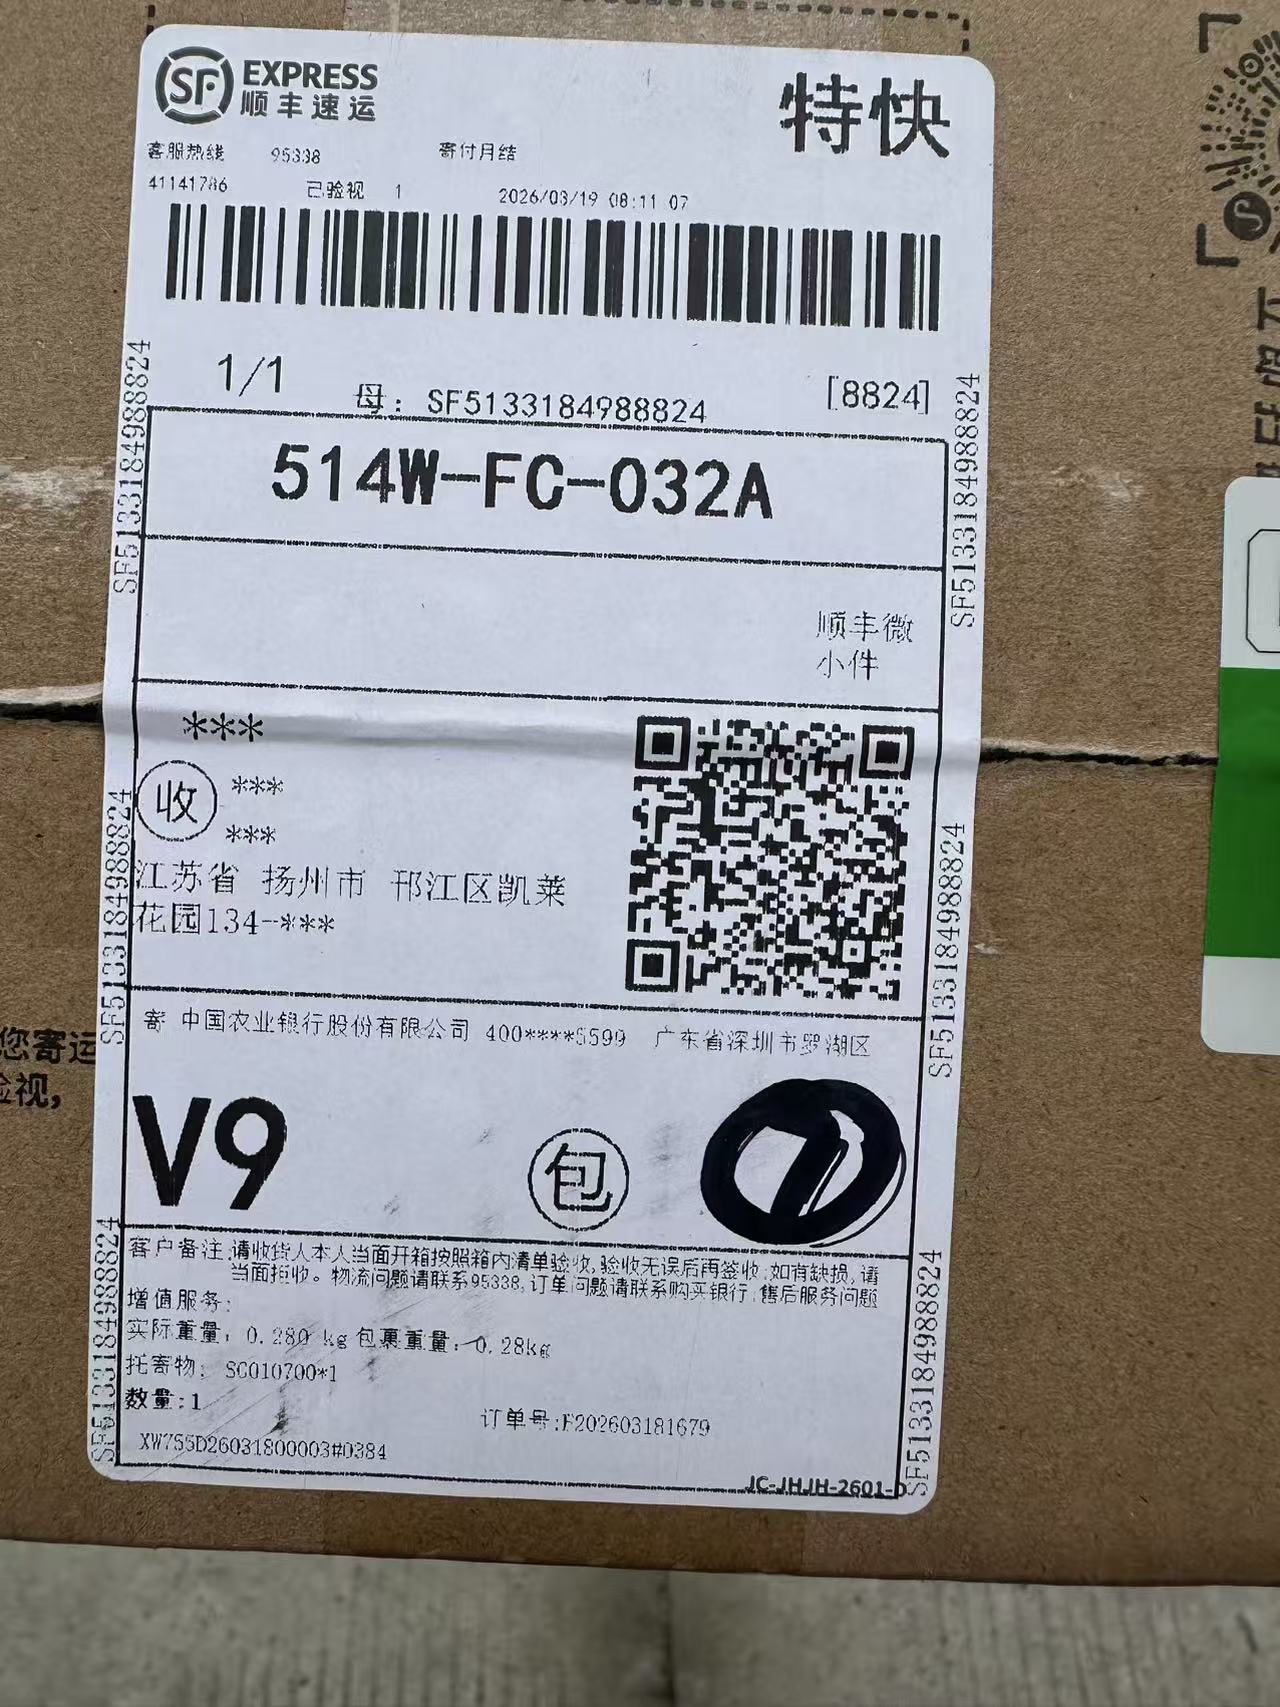 SF EXPRESS
顺丰速运
特快
客服热线 95338 寄付月结
41141786 已验视 1 2026/03/19 08:11 07
1/1 母: SF5133184988824 [8824]
514W-FC-032A
顺丰微
小件
***
收 ***
***
江苏省 扬州市 邗江区凯莱
花园134-***
寄 中国农业银行股份有限公司 400****5599 广东省深圳市罗湖区
V9 包
客户备注:请收货人本人当面开箱按照箱内清单验收,验收无误后再签收;如有缺损,请
当面拒收。物流问题请联系95338,订单问题请联系购买银行;售后服务问题
增值服务:
实际重量: 0.280 kg 包裹重量: 0.28kg
托寄物: SC010700*1
数量:1
订单号:F202603181679
XW7S5D26031800003#0384
JC-JHJH-2601-D
SF5133184988824
SF5133184988824
SF5133184988824
SF5133184988824
SF5133184988824
SF5133184988824
您寄运
验视,